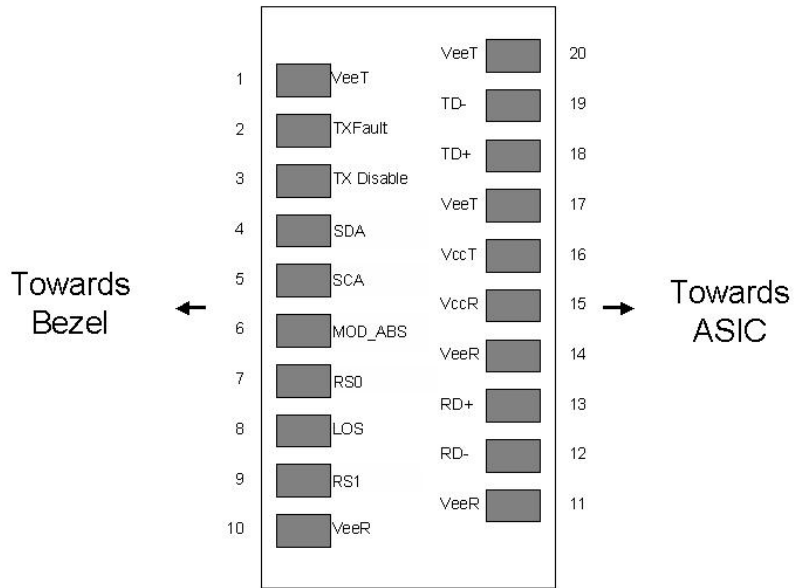 VeeT 20
1 VeeT
TD- 19
2 TXFault
TD+ 18
3 TX Disable
VeeT 17
4 SDA
VccT 16
5 SCA
Towards
Bezel
VccR 15
Towards
ASIC
6 MOD_ABS
VeeR 14
7 RS0
RD+ 13
8 LOS
RD- 12
9 RS1
VeeR 11
10 VeeR